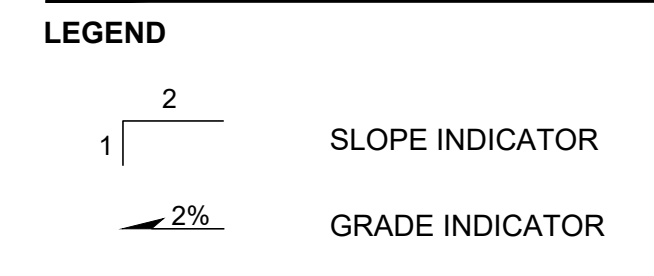 LEGEND
2
1
SLOPE INDICATOR
2%
GRADE INDICATOR